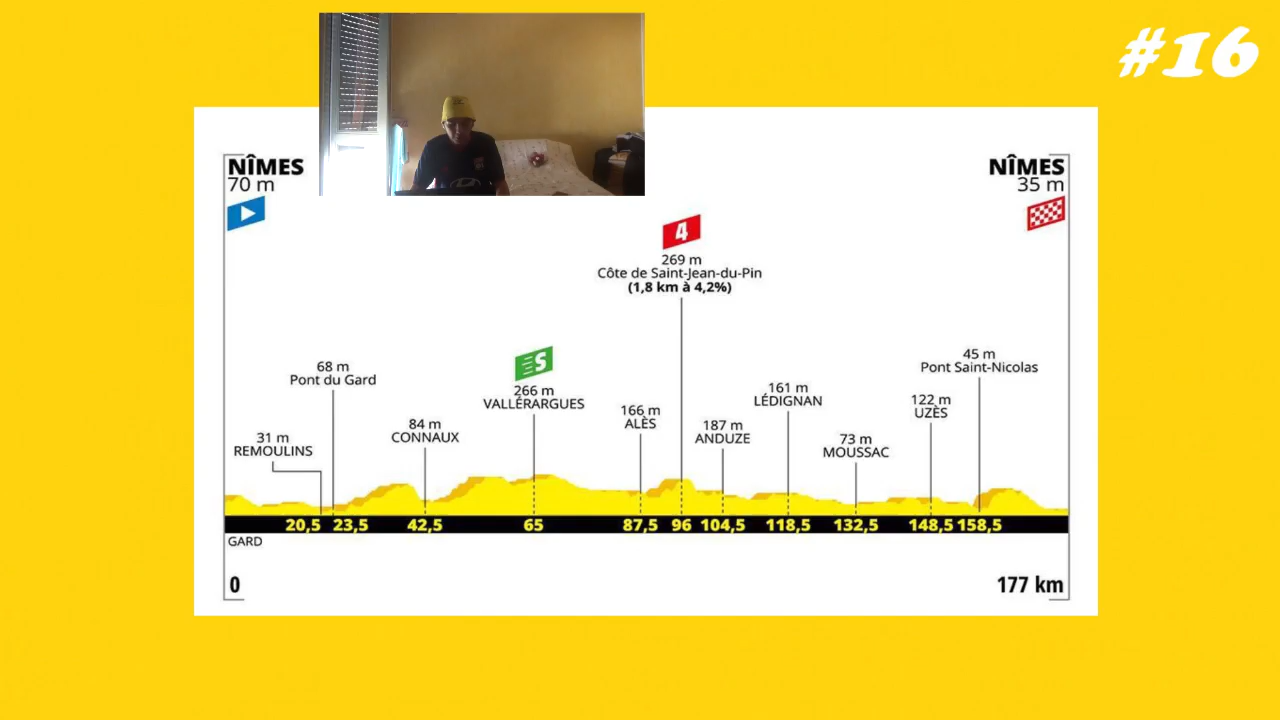 #16
NÎMES
70 m
NÎMES
35 m
4
269 m
Côte de Saint-Jean-du-Pin
(1,8 km à 4,2%)
S
266 m
VALLÉRARGUES
68 m
Pont du Gard
45 m
Pont Saint-Nicolas
161 m
LÉDIGNAN
122 m
UZÈS
166 m
ALÈS
84 m
CONNAUX
187 m
ANDUZE
31 m
REMOULINS
73 m
MOUSSAC
20,5 23,5 42,5 65 87,5 96 104,5 118,5 132,5 148,5 158,5
GARD
0
177 km